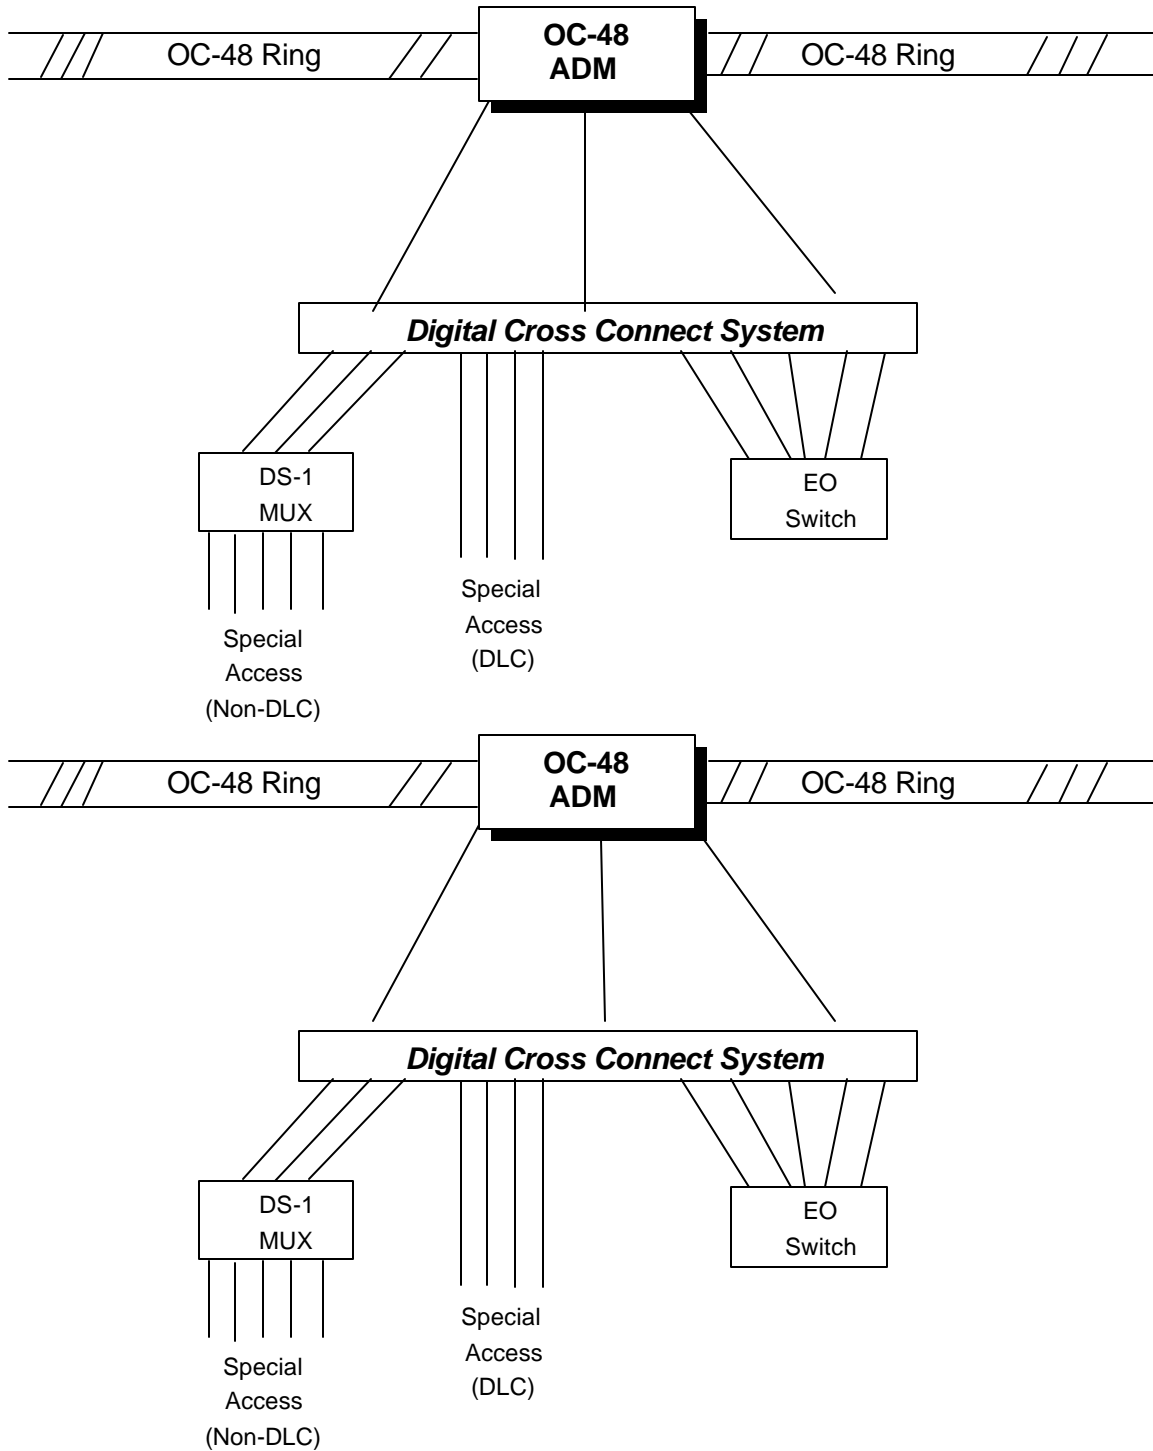 OC-48 Ring
OC-48
ADM
OC-48 Ring
Digital Cross Connect System
DS-1
MUX
EO
Switch
Special
Access
(DLC)
Special
Access
(Non-DLC)
OC-48 Ring
OC-48
ADM
OC-48 Ring
Digital Cross Connect System
DS-1
MUX
EO
Switch
Special
Access
(DLC)
Special
Access
(Non-DLC)